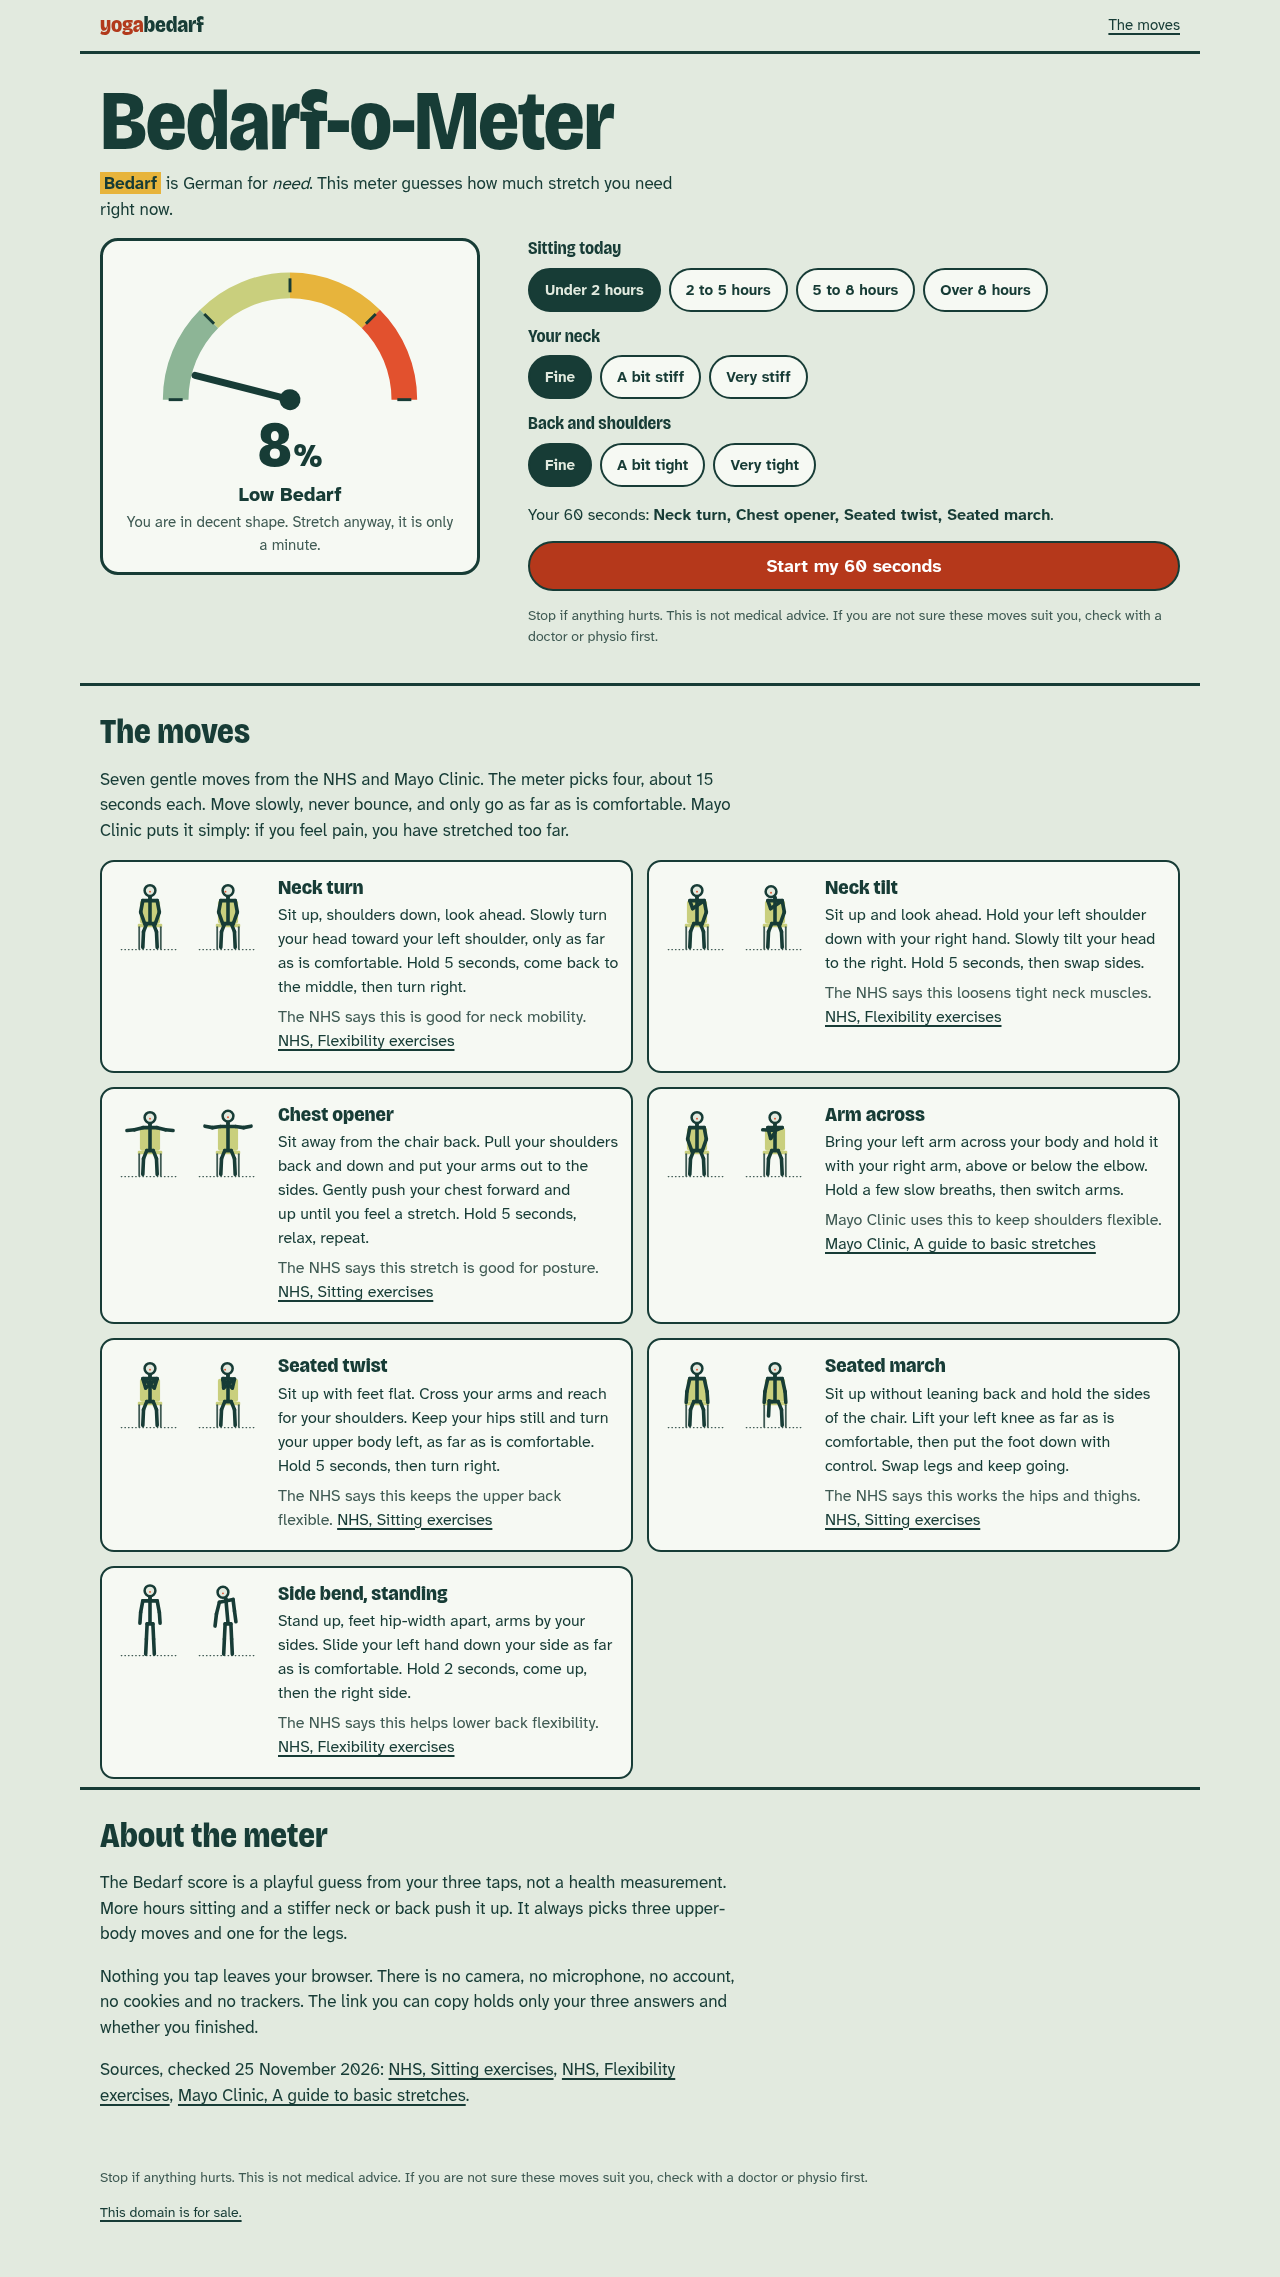 yogabedarf
The moves
Bedarf-o-Meter
Bedarf is German for need. This meter guesses how much stretch you need
right now.
8%
Low Bedarf
You are in decent shape. Stretch anyway, it is only
a minute.
Sitting today
Under 2 hours
2 to 5 hours
5 to 8 hours
Over 8 hours
Your neck
Fine
A bit stiff
Very stiff
Back and shoulders
Fine
A bit tight
Very tight
Your 60 seconds: Neck turn, Chest opener, Seated twist, Seated march.
Start my 60 seconds
Stop if anything hurts. This is not medical advice. If you are not sure these moves suit you, check with a
doctor or physio first.
The moves
Seven gentle moves from the NHS and Mayo Clinic. The meter picks four, about 15
seconds each. Move slowly, never bounce, and only go as far as is comfortable. Mayo
Clinic puts it simply: if you feel pain, you have stretched too far.
Neck turn
Sit up, shoulders down, look ahead. Slowly turn
your head toward your left shoulder, only as far
as is comfortable. Hold 5 seconds, come back to
the middle, then turn right.
The NHS says this is good for neck mobility.
NHS, Flexibility exercises
Neck tilt
Sit up and look ahead. Hold your left shoulder
down with your right hand. Slowly tilt your head
to the right. Hold 5 seconds, then swap sides.
The NHS says this loosens tight neck muscles.
NHS, Flexibility exercises
Chest opener
Sit away from the chair back. Pull your shoulders
back and down and put your arms out to the
sides. Gently push your chest forward and
up until you feel a stretch. Hold 5 seconds,
relax, repeat.
The NHS says this stretch is good for posture.
NHS, Sitting exercises
Arm across
Bring your left arm across your body and hold it
with your right arm, above or below the elbow.
Hold a few slow breaths, then switch arms.
Mayo Clinic uses this to keep shoulders flexible.
Mayo Clinic, A guide to basic stretches
Seated twist
Sit up with feet flat. Cross your arms and reach
for your shoulders. Keep your hips still and turn
your upper body left, as far as is comfortable.
Hold 5 seconds, then turn right.
The NHS says this keeps the upper back
flexible. NHS, Sitting exercises
Seated march
Sit up without leaning back and hold the sides
of the chair. Lift your left knee as far as is
comfortable, then put the foot down with
control. Swap legs and keep going.
The NHS says this works the hips and thighs.
NHS, Sitting exercises
Side bend, standing
Stand up, feet hip-width apart, arms by your
sides. Slide your left hand down your side as far
as is comfortable. Hold 2 seconds, come up,
then the right side.
The NHS says this helps lower back flexibility.
NHS, Flexibility exercises
About the meter
The Bedarf score is a playful guess from your three taps, not a health measurement.
More hours sitting and a stiffer neck or back push it up. It always picks three upper-
body moves and one for the legs.
Nothing you tap leaves your browser. There is no camera, no microphone, no account,
no cookies and no trackers. The link you can copy holds only your three answers and
whether you finished.
Sources, checked 25 November 2026: NHS, Sitting exercises, NHS, Flexibility
exercises, Mayo Clinic, A guide to basic stretches.
Stop if anything hurts. This is not medical advice. If you are not sure these moves suit you, check with a doctor or physio first.
This domain is for sale.